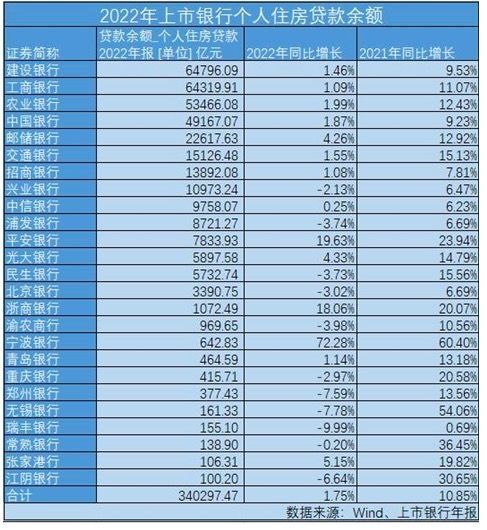 2022年上市银行个人住房贷款余额
证券简称 贷款余额_个人住房贷款 2022年同比增长 2021年同比增长
2022年报 [单位] 亿元
建设银行 64796.09 1.46% 9.53%
工商银行 64319.91 1.09% 11.07%
农业银行 53466.08 1.99% 12.43%
中国银行 49167.07 1.87% 9.23%
邮储银行 22617.63 4.26% 12.92%
交通银行 15126.48 1.55% 15.13%
招商银行 13892.08 1.08% 7.81%
兴业银行 10973.24 -2.13% 6.47%
中信银行 9758.07 0.25% 6.23%
浦发银行 8721.27 -3.74% 6.69%
平安银行 7833.93 19.63% 23.94%
光大银行 5897.58 4.33% 14.79%
民生银行 5732.74 -3.73% 15.56%
北京银行 3390.75 -3.02% 6.69%
浙商银行 1072.49 18.06% 20.07%
渝农商行 969.65 -3.98% 10.56%
宁波银行 642.83 72.28% 60.40%
青岛银行 464.59 1.14% 13.18%
重庆银行 415.71 -2.97% 20.58%
郑州银行 377.43 -7.59% 13.56%
无锡银行 161.33 -7.78% 54.06%
瑞丰银行 155.10 -9.99% 0.69%
常熟银行 138.90 -0.20% 36.45%
张家港行 106.31 5.15% 19.82%
江阴银行 100.20 -6.64% 30.65%
合计 340297.47 1.75% 10.85%
数据来源：Wind、上市银行年报